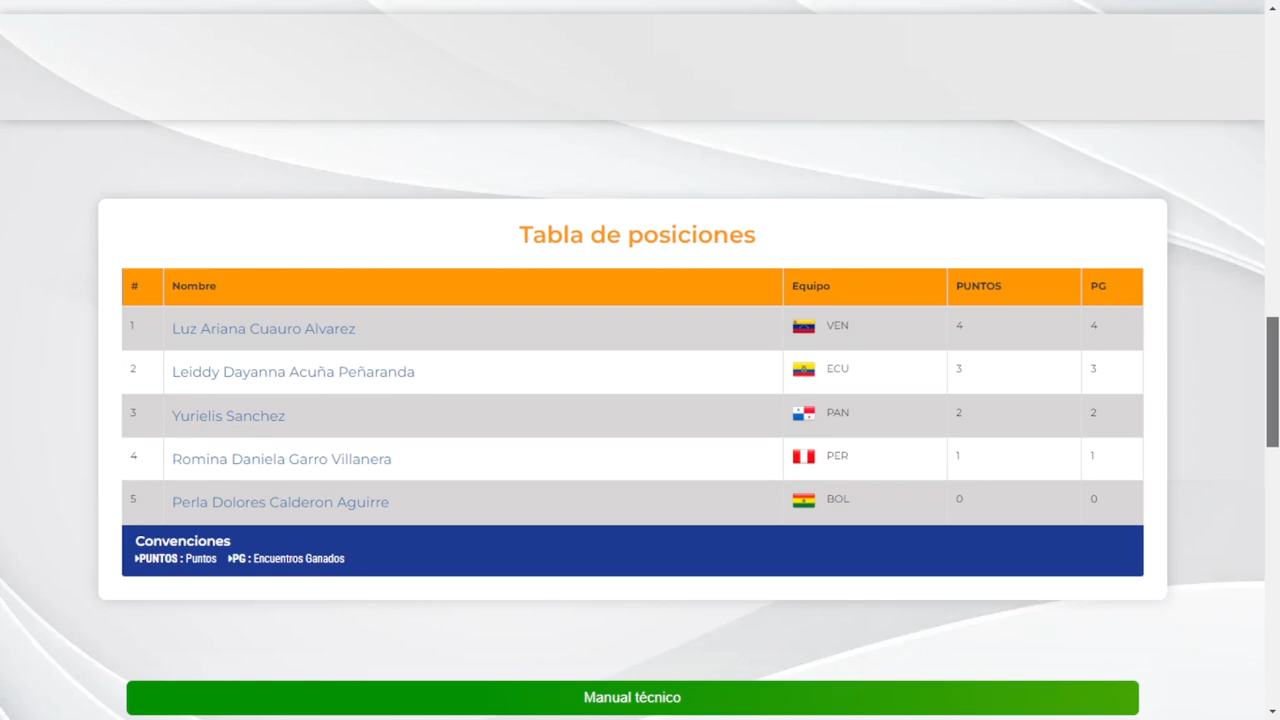 Tabla de posiciones
# Nombre Equipo PUNTOS PG
1 Luz Ariana Cuauro Alvarez VEN 4 4
2 Leiddy Dayanna Acuña Peñaranda ECU 3 3
3 Yurielis Sanchez PAN 2 2
4 Romina Daniela Garro Villanera PER 1 1
5 Perla Dolores Calderon Aguirre BOL 0 0
Convenciones
PUNTOS : Puntos PG : Encuentros Ganados
Manual técnico